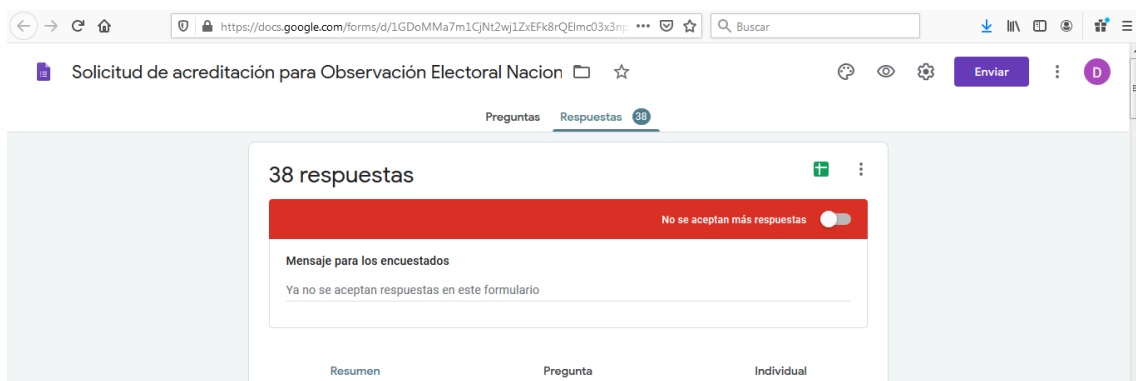 https://docs.google.com/forms/d/1GDoMMa7m1CjNt2wj1ZxEFk8rQElmc03x3np
Buscar
Solicitud de acreditación para Observación Electoral Nacion
Enviar
D
Preguntas Respuestas 38
38 respuestas
No se aceptan más respuestas
Mensaje para los encuestados
Ya no se aceptan respuestas en este formulario
Resumen Pregunta Individual